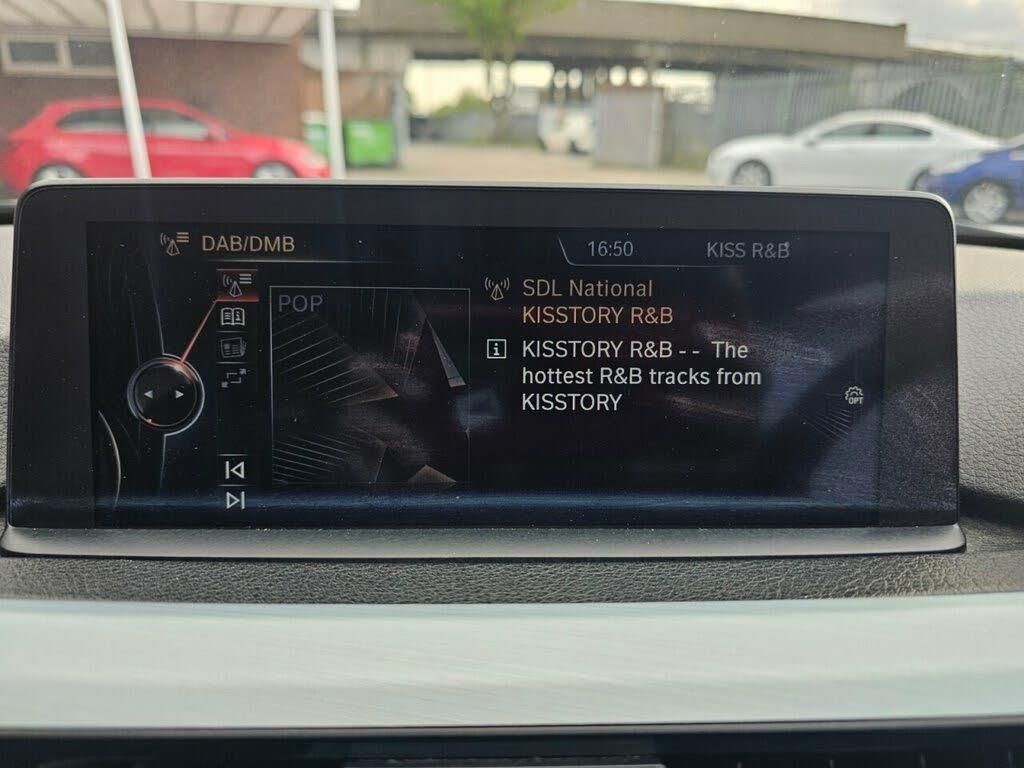 DAB/DMB
16:50
KISS R&B
POP
SDL National
KISSTORY R&B
KISSTORY R&B - - The
hottest R&B tracks from
KISSTORY
OPT